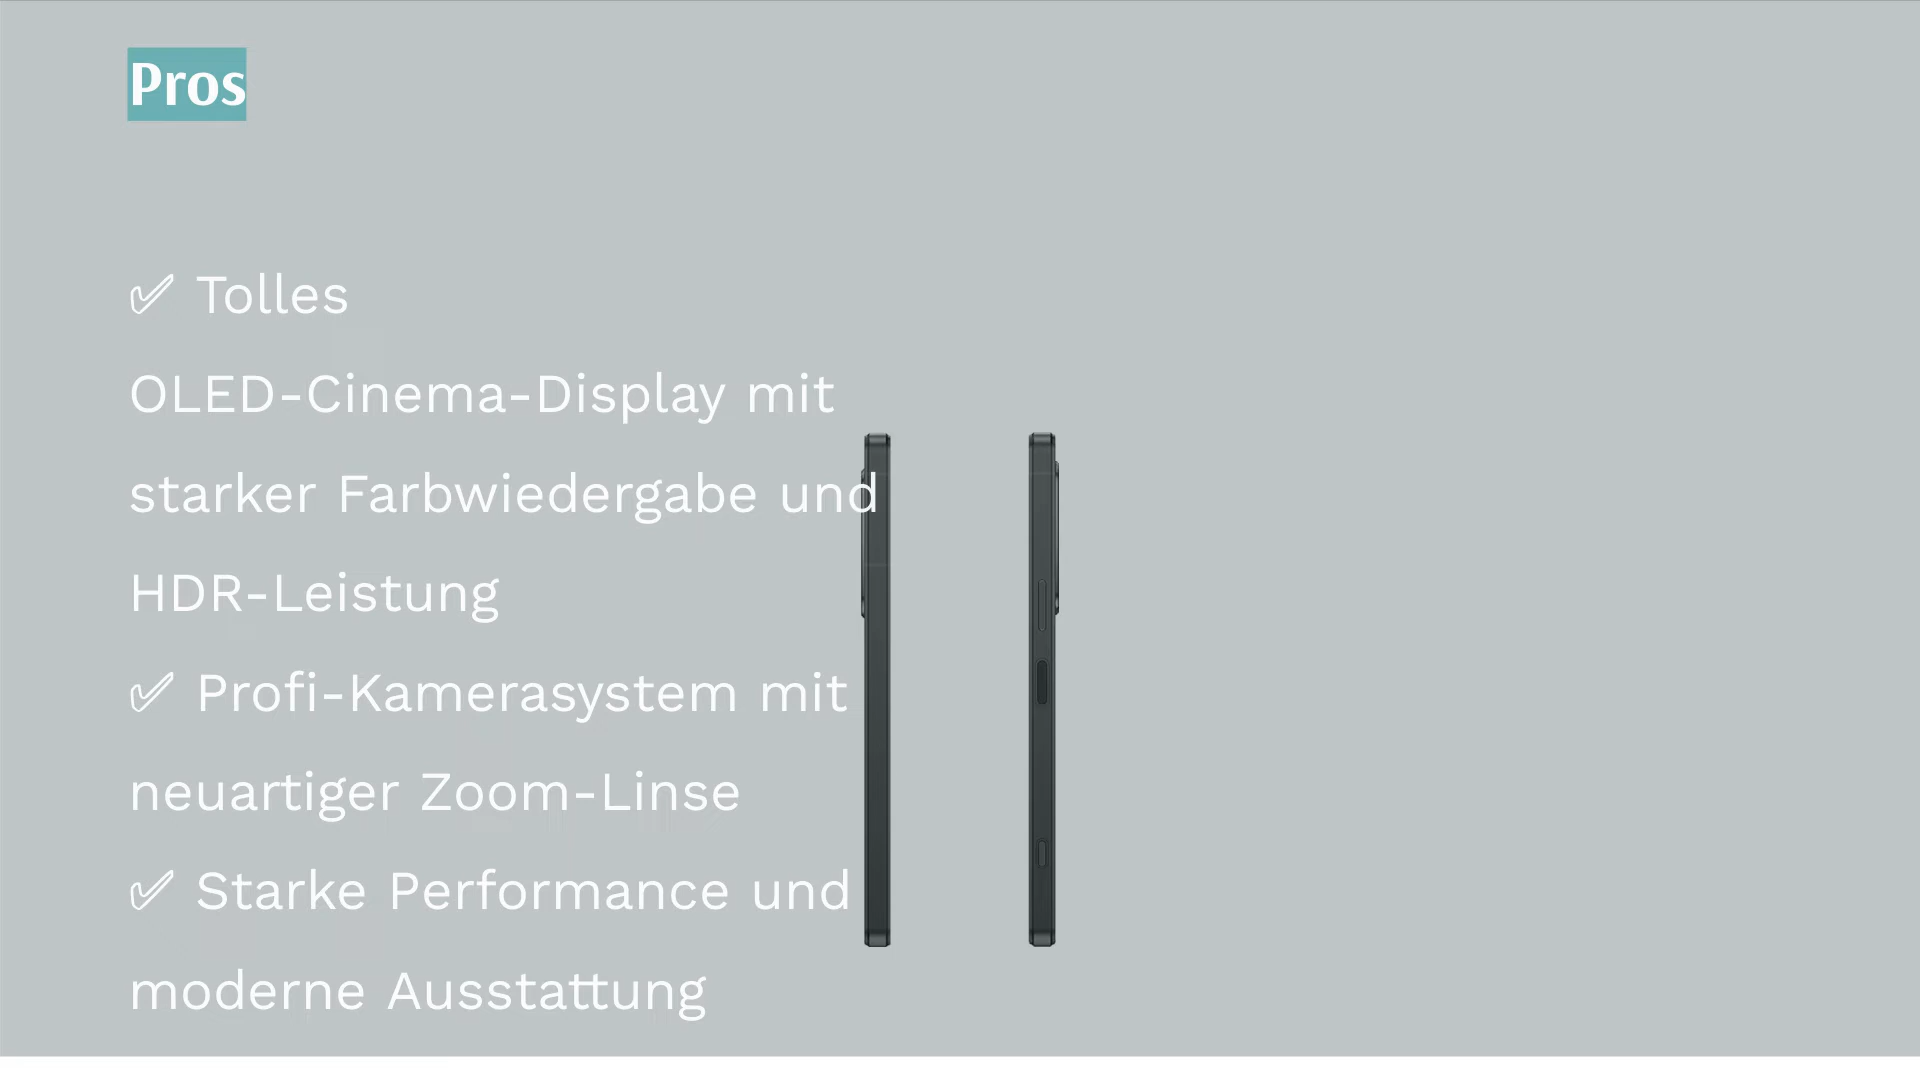 Pros
✅ Tolles
OLED-Cinema-Display mit
starker Farbwiedergabe und
HDR-Leistung
✅ Profi-Kamerasystem mit
neuartiger Zoom-Linse
✅ Starke Performance und
moderne Ausstattung